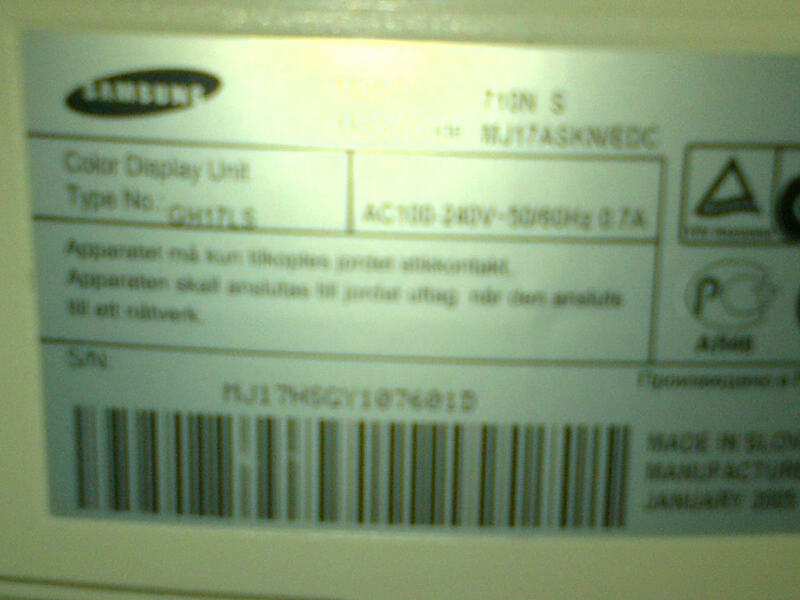 SAMSUNG
710N S
MJ17ASKN/EDC
Color Display Unit
Type No.: GH17LS
AC100-240V~50/60Hz 0.7A
Apparatet må kun tilkoples jordet stikkontakt.
Apparaten skall anslutas till jordat uttag när den ansluts
till ett nätverk.
S/N:
MJ17HSGY107601D
MADE IN SLOV
MANUFACTURE
JANUARY 2005